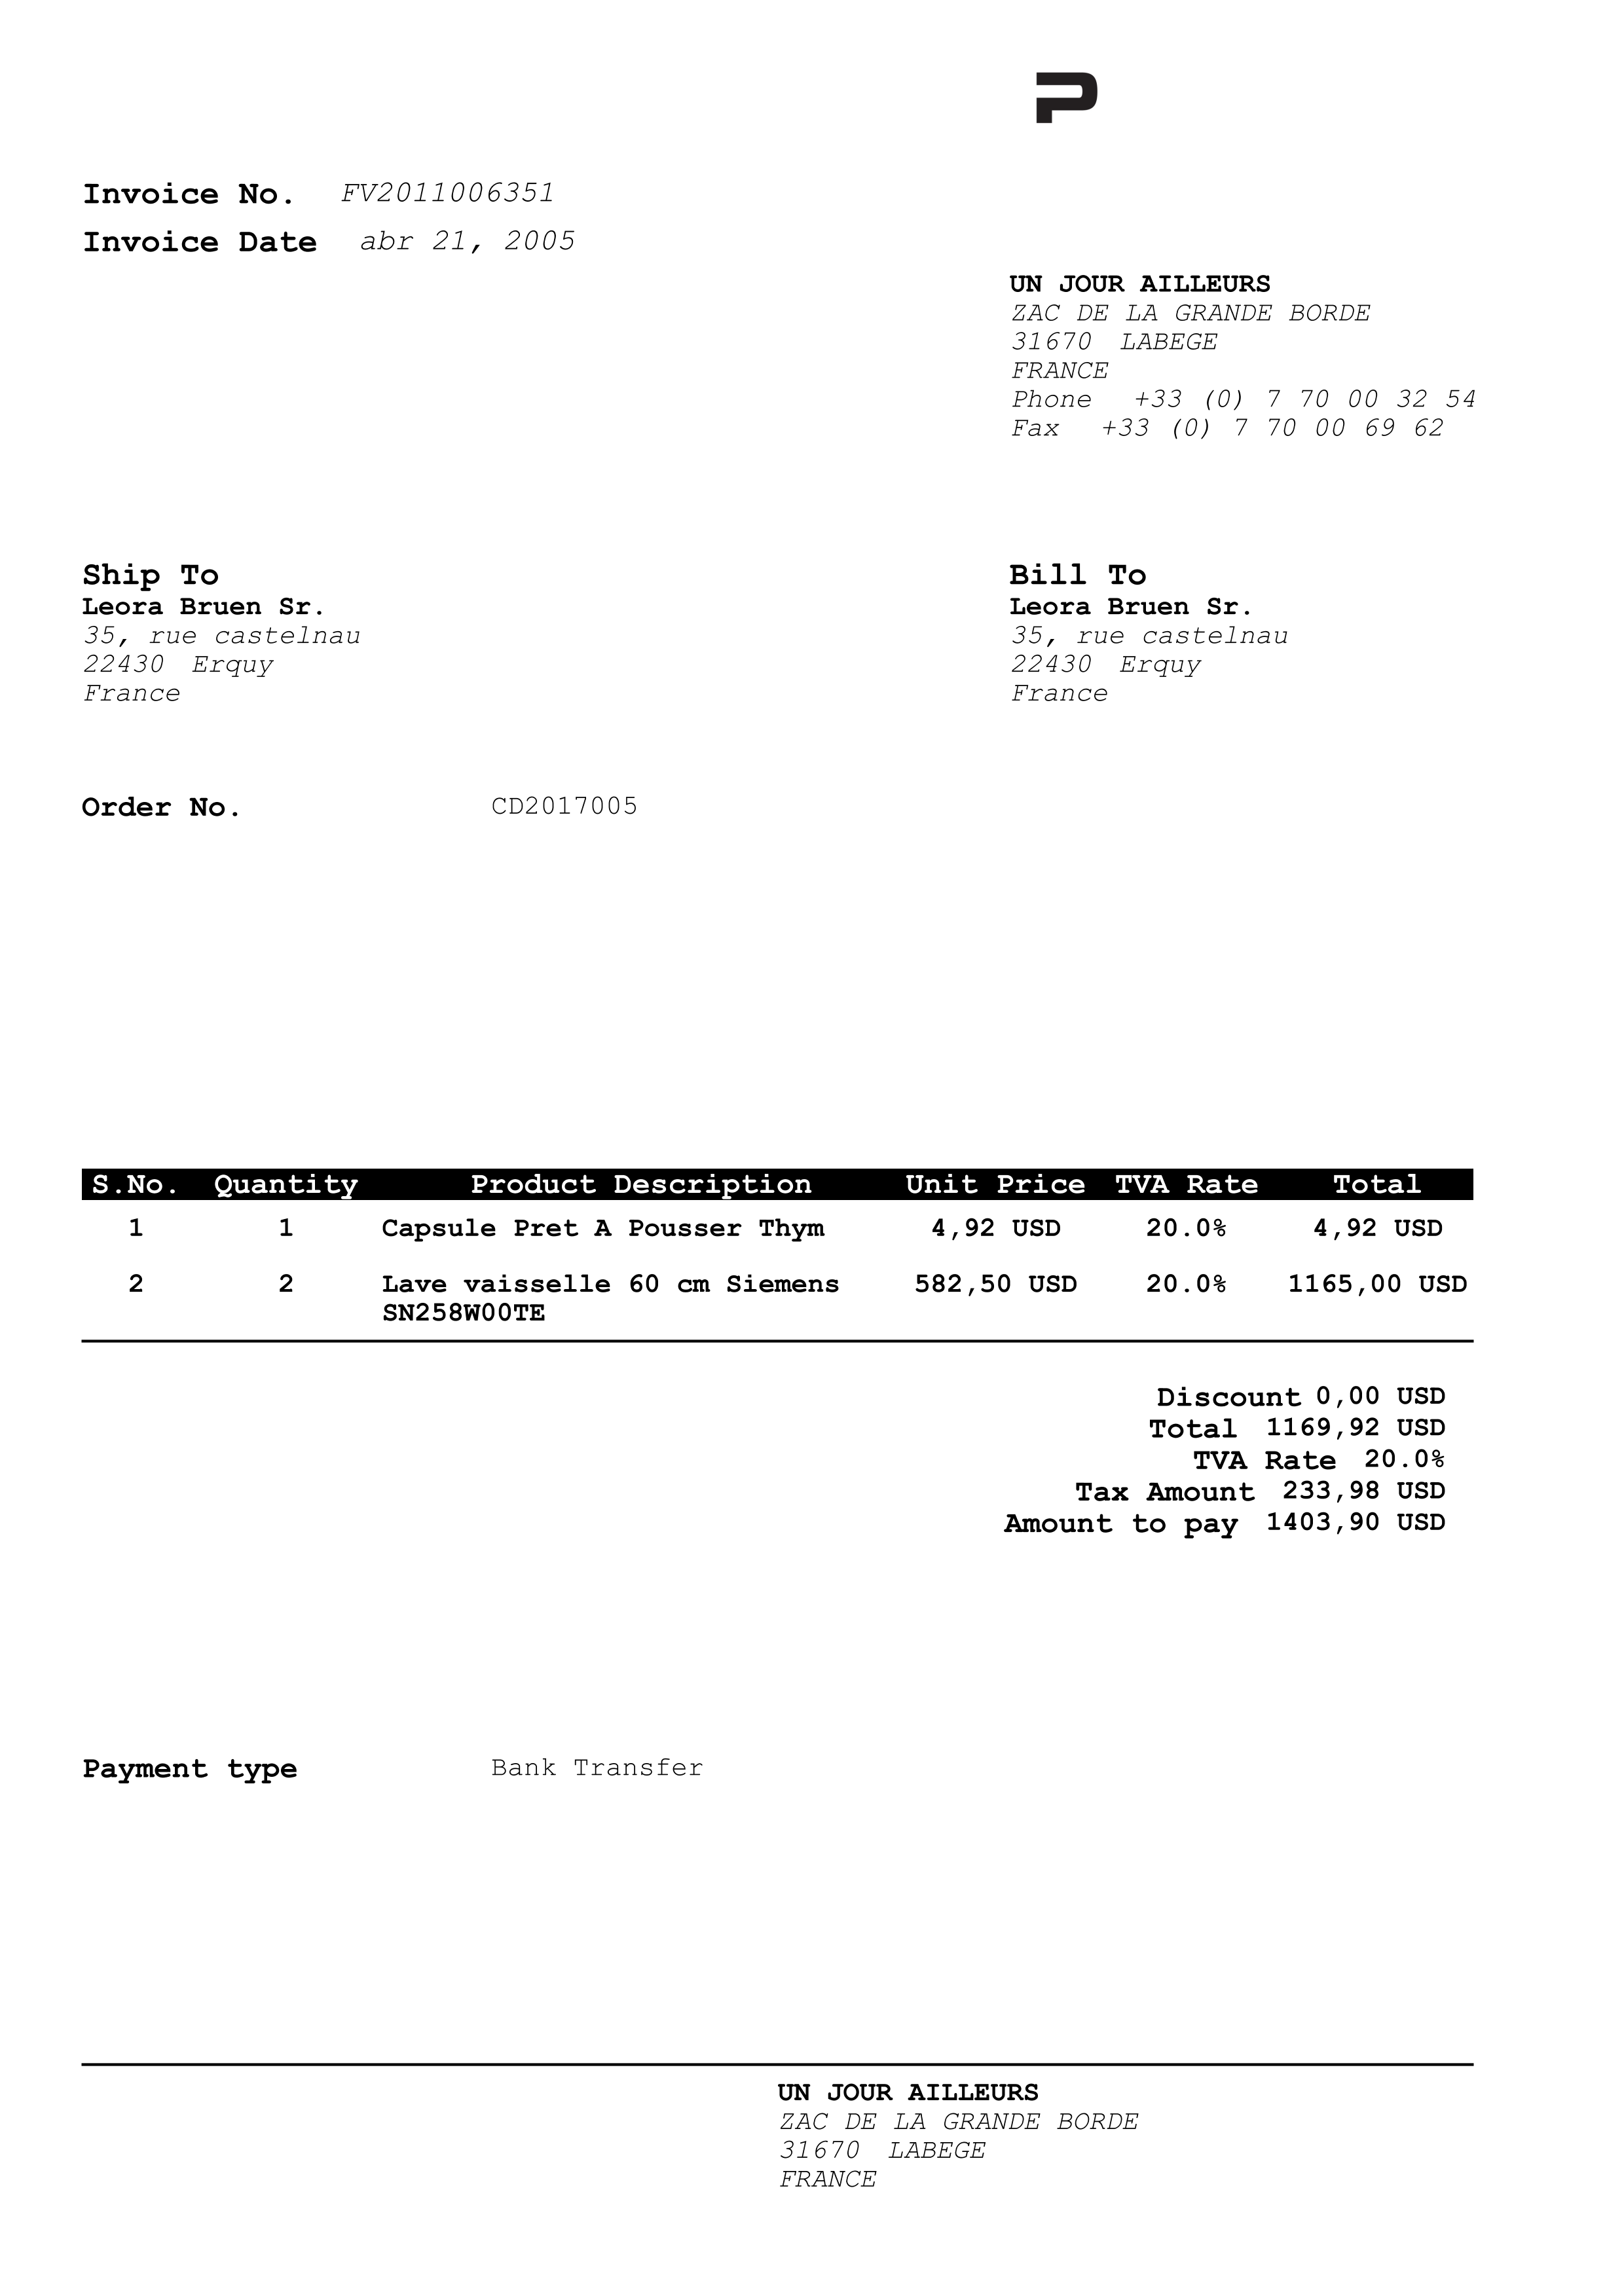 P
Invoice No. FV2011006351
Invoice Date abr 21, 2005
UN JOUR AILLEURS
ZAC DE LA GRANDE BORDE
31670 LABEGE
FRANCE
Phone +33 (0) 7 70 00 32 54
Fax +33 (0) 7 70 00 69 62
Ship To
Leora Bruen Sr.
35, rue castelnau
22430 Erquy
France
Bill To
Leora Bruen Sr.
35, rue castelnau
22430 Erquy
France
Order No. CD2017005
S.No. Quantity Product Description Unit Price TVA Rate Total
1 1 Capsule Pret A Pousser Thym 4,92 USD 20.0% 4,92 USD
2 2 Lave vaisselle 60 cm Siemens 582,50 USD 20.0% 1165,00 USD
SN258W00TE
Discount 0,00 USD
Total 1169,92 USD
TVA Rate 20.0%
Tax Amount 233,98 USD
Amount to pay 1403,90 USD
Payment type Bank Transfer
UN JOUR AILLEURS
ZAC DE LA GRANDE BORDE
31670 LABEGE
FRANCE